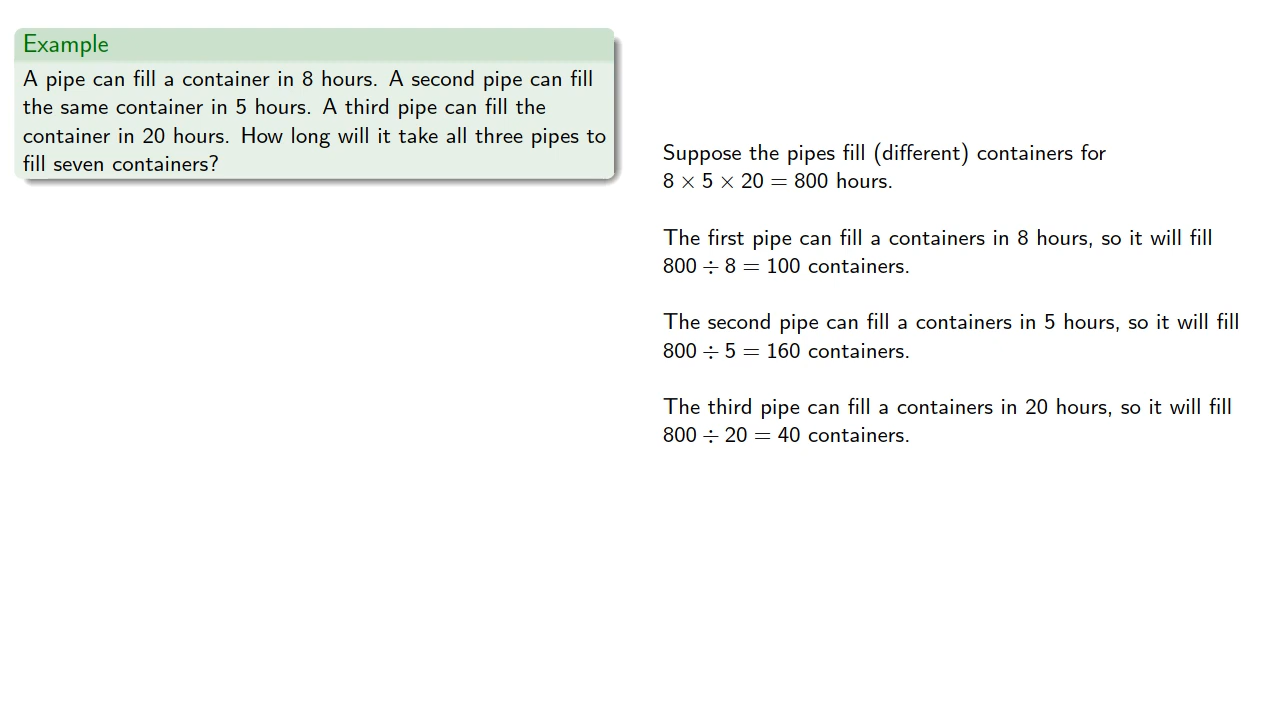 Example
A pipe can fill a container in 8 hours. A second pipe can fill
the same container in 5 hours. A third pipe can fill the
container in 20 hours. How long will it take all three pipes to
fill seven containers?
Suppose the pipes fill (different) containers for
8 × 5 × 20 = 800 hours.
The first pipe can fill a containers in 8 hours, so it will fill
800 ÷ 8 = 100 containers.
The second pipe can fill a containers in 5 hours, so it will fill
800 ÷ 5 = 160 containers.
The third pipe can fill a containers in 20 hours, so it will fill
800 ÷ 20 = 40 containers.